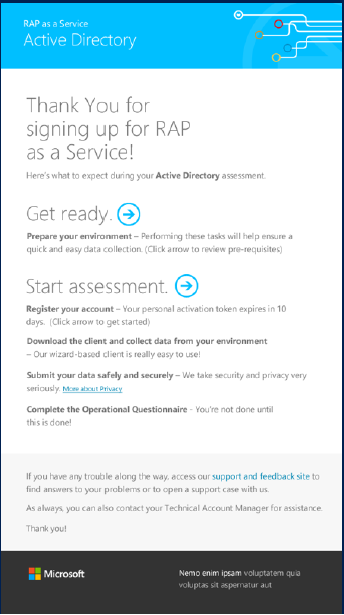 RAP as a Service
Active Directory
Thank You for
signing up for RAP
as a Service!
Here's what to expect during your Active Directory assessment.
Get ready.
Prepare your environment – Performing these tasks will help ensure a
quick and easy data collection. (Click arrow to review pre-requisites)
Start assessment.
Register your account – Your personal activation token expires in 10
days. (Click arrow to get started)
Download the client and collect data from your environment
– Our wizard-based client is really easy to use!
Submit your data safely and securely – We take security and privacy very
seriously. More about Privacy
Complete the Operational Questionnaire - You're not done until
this is done!
If you have any trouble along the way, access our support and feedback site to
find answers to your problems or to open a support case with us.
As always, you can also contact your Technical Account Manager for assistance.
Thank you!
Microsoft
Nemo enim ipsam voluptatem quia
voluptas sit aspernatur aut